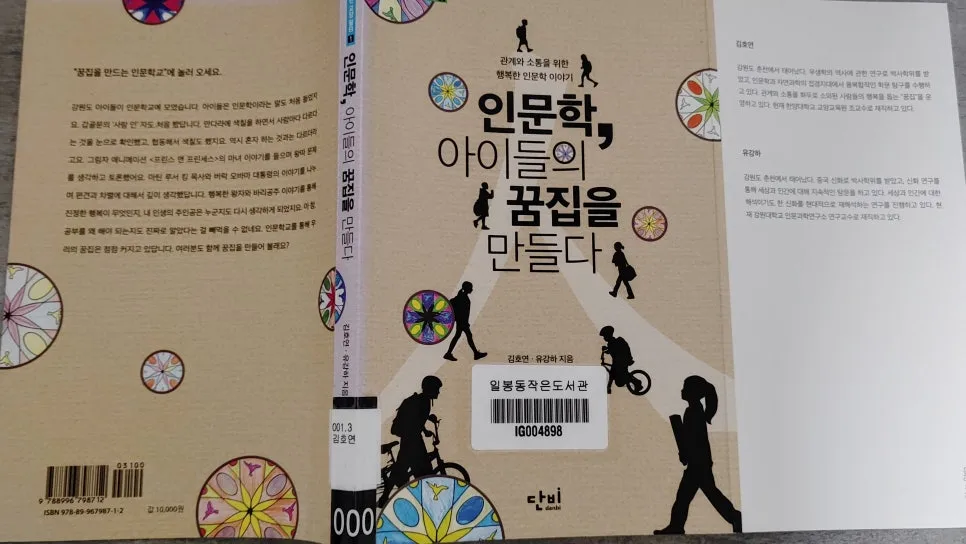 "꿈집을 만드는 인문학교"에 놀러 오세요.
강원도 아이들이 인문학교에 모였습니다. 아이들은 인문학이라는 말도 처음 들었지
요. 갑골문의 '사람 인' 자도 처음 봤답니다. 만다라에 색칠을 하면서 사람마다 다르다
는 것을 눈으로 확인했고, 협동해서 색칠도 했지요. 역시 혼자 하는 것과는 다르더라
고요. 그림자 애니메이션 <프린스 앤 프린세스>의 마녀 이야기를 들으며 왕따 문제
를 생각하고 토론했어요. 마틴 루서 킹 목사와 버락 오바마 대통령의 이야기를 나누
며 편견과 차별에 대해서 깊이 생각했답니다. 행복한 왕자와 바리공주 이야기를 통해
진정한 행복이 무엇인지, 내 인생의 주인공은 누군지도 다시 생각하게 되었지요. 아참,
공부를 왜 해야 되는지도 진짜로 알았다는 걸 빼먹을 수 없네요. 인문학교를 통해 우
리의 꿈집은 점점 커지고 있답니다. 여러분도 함께 꿈집을 만들어 볼래요?
03100
9 788996 798712
ISBN 978-89-967987-1-2
값 10,000원
인문학, 아이들의 꿈집을 만들다
김호연 · 유강하 지음
001.3
김호연
000
관계와 소통을 위한
행복한 인문학 이야기
인문학,
아이들의
꿈집을
만들다
김호연 · 유강하 지음
일봉동작은도서관
IG004898
단비
danbi
김호연
강원도 춘천에서 태어났다. 우생학의 역사에 관한 연구로 박사학위를 받
았고, 인문학과 자연과학의 접경지대에서 융복합적인 학문 탐구를 수행하
고 있다. 관계와 소통을 화두로 소외된 사람들의 행복을 돕는 "꿈집"을 운
영하고 있다. 현재 한양대학교 교양교육원 조교수로 재직하고 있다.
유강하
강원도 춘천에서 태어났다. 중국 신화로 박사학위를 받았고, 신화 연구를
통해 세상과 인간에 대해 지속적인 탐문을 하고 있다. 세상과 인간에 대한
해석이기도 한 신화를 현대적으로 재해석하는 연구를 진행하고 있다. 현
재 강원대학교 인문과학연구소 연구교수로 재직하고 있다.